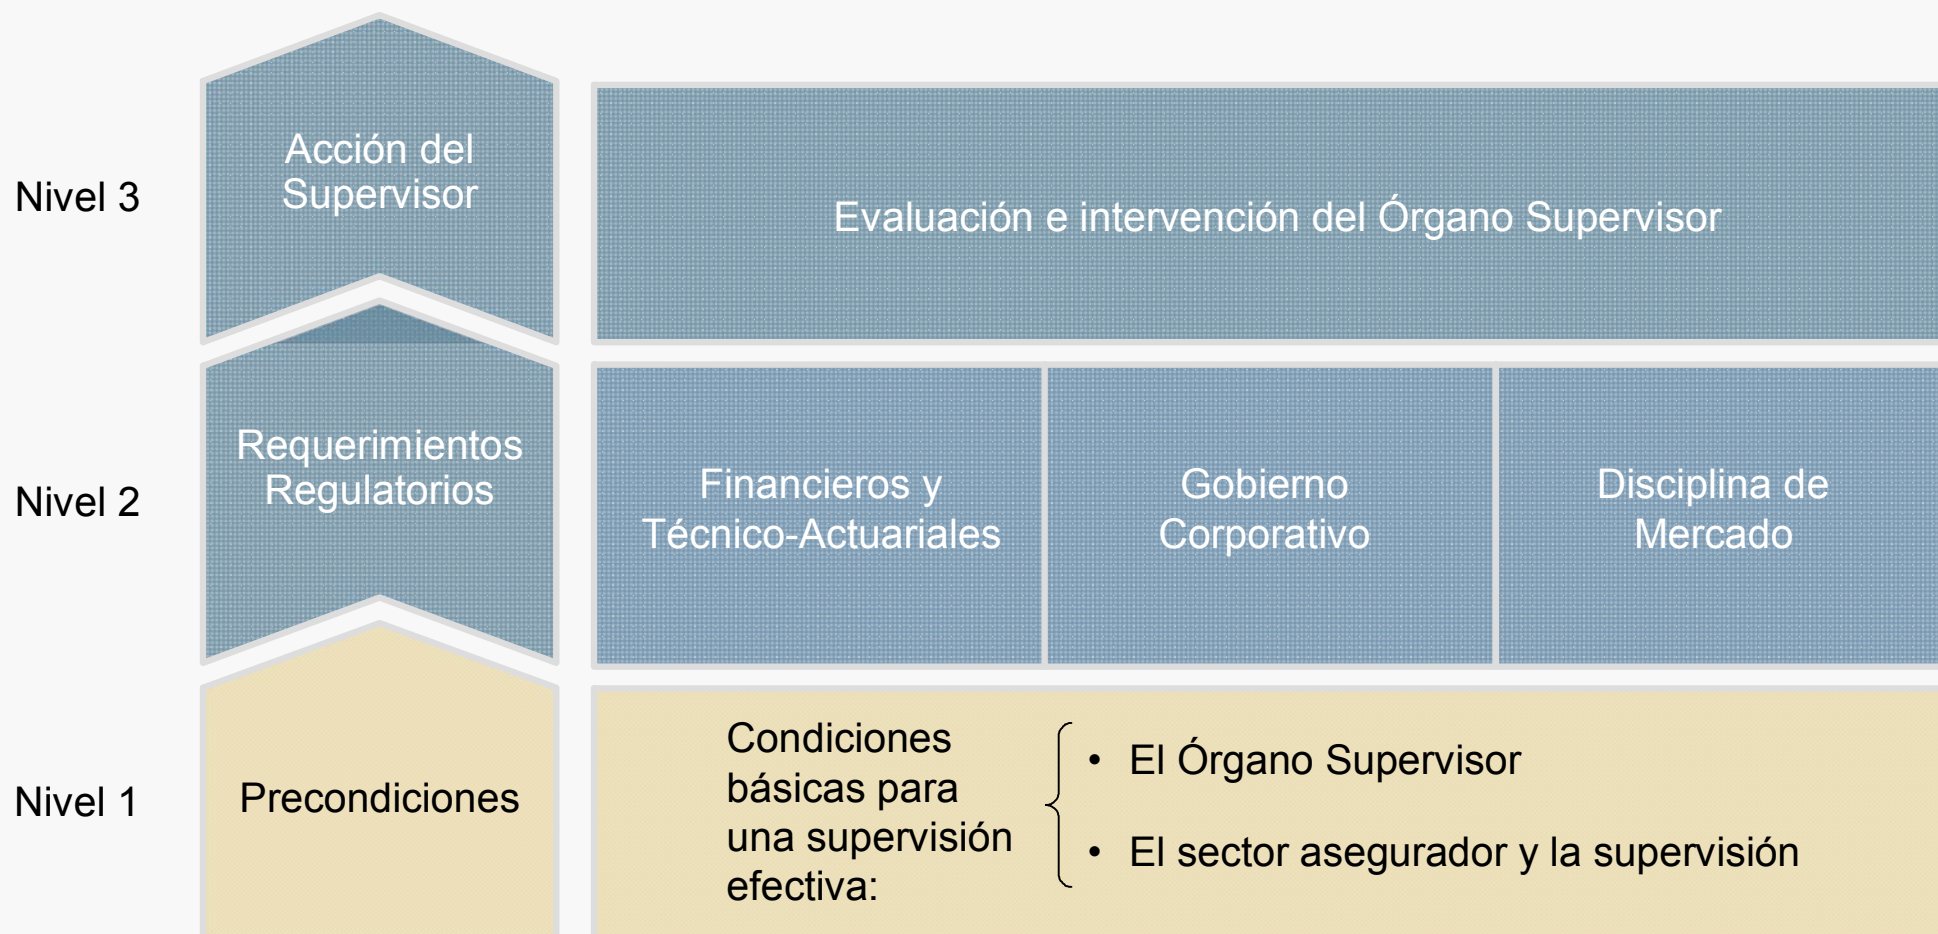 Nivel 3
Acción del
Supervisor
Evaluación e intervención del Órgano Supervisor
Nivel 2
Requerimientos
Regulatorios
Financieros y
Técnico-Actuariales
Gobierno
Corporativo
Disciplina de
Mercado
Nivel 1
Precondiciones
Condiciones
básicas para
una supervisión
efectiva:
• El Órgano Supervisor
• El sector asegurador y la supervisión